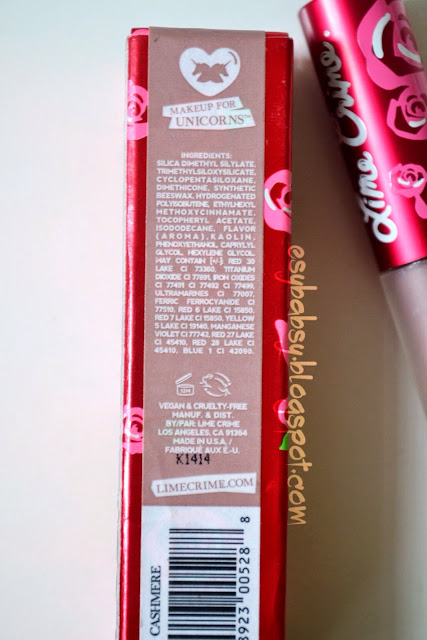 MAKEUP FOR
UNICORNS™
INGREDIENTS:
SILICA DIMETHYL SILYLATE,
TRIMETHYLSILOXYSILICATE,
CYCLOPENTASILOXANE,
DIMETHICONE, SYNTHETIC
BEESWAX, HYDROGENATED
POLYISOBUTENE, ETHYLHEXYL
METHOXYCINNAMATE,
TOCOPHERYL ACETATE,
ISODODECANE, FLAVOR
(AROMA), KAOLIN,
PHENOXYETHANOL, CAPRYLYL
GLYCOL, HEXYLENE GLYCOL.
MAY CONTAIN [+/-]: RED 30
LAKE CI 73360, TITANIUM
DIOXIDE CI 77891, IRON OXIDES
CI 77491 CI 77492 CI 77499,
ULTRAMARINES CI 77007,
FERRIC FERROCYANIDE CI
77510, RED 6 LAKE CI 15850,
RED 7 LAKE CI 15850, YELLOW
5 LAKE CI 19140, MANGANESE
VIOLET CI 77742, RED 27 LAKE
CI 45410, RED 28 LAKE CI
45410, BLUE 1 CI 42090.
12M
VEGAN & CRUELTY-FREE
MANUF. & DIST.
BY/PAR: LIME CRIME
LOS ANGELES, CA 91364
MADE IN U.S.A./
FABRIQUÉ AUX É.-U.
K1414
LIMECRIME.COM
CASHMERE
38923 00528 8
Lime Crime.
esybabsy.blogspot.com